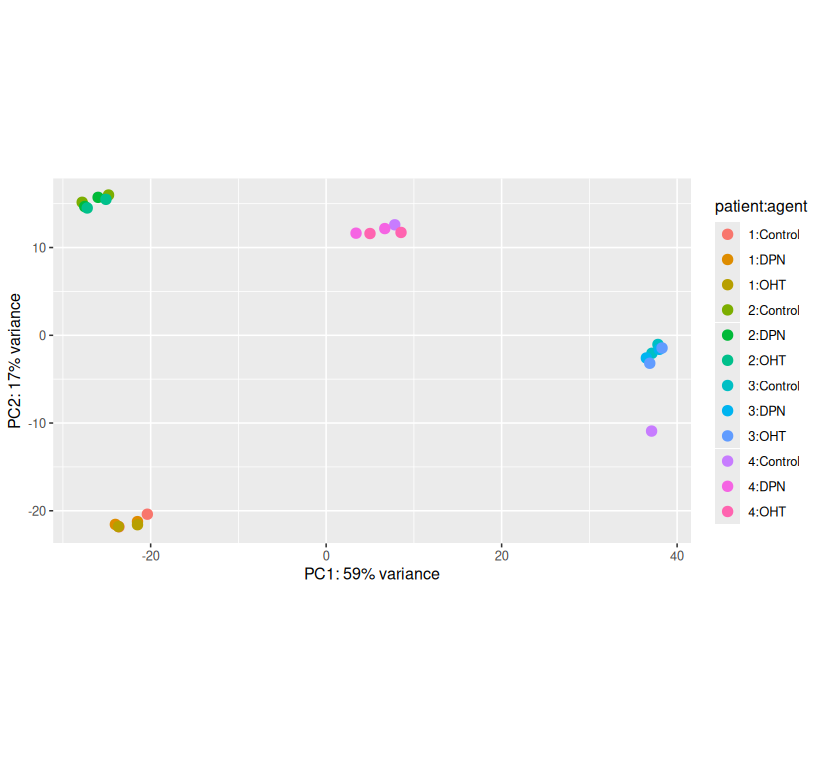 patient:agent
1:Control
1:DPN
1:OHT
2:Control
2:DPN
2:OHT
3:Control
3:DPN
3:OHT
4:Control
4:DPN
4:OHT
PC2: 17% variance
10
0
-10
-20
-20
0
20
40
PC1: 59% variance